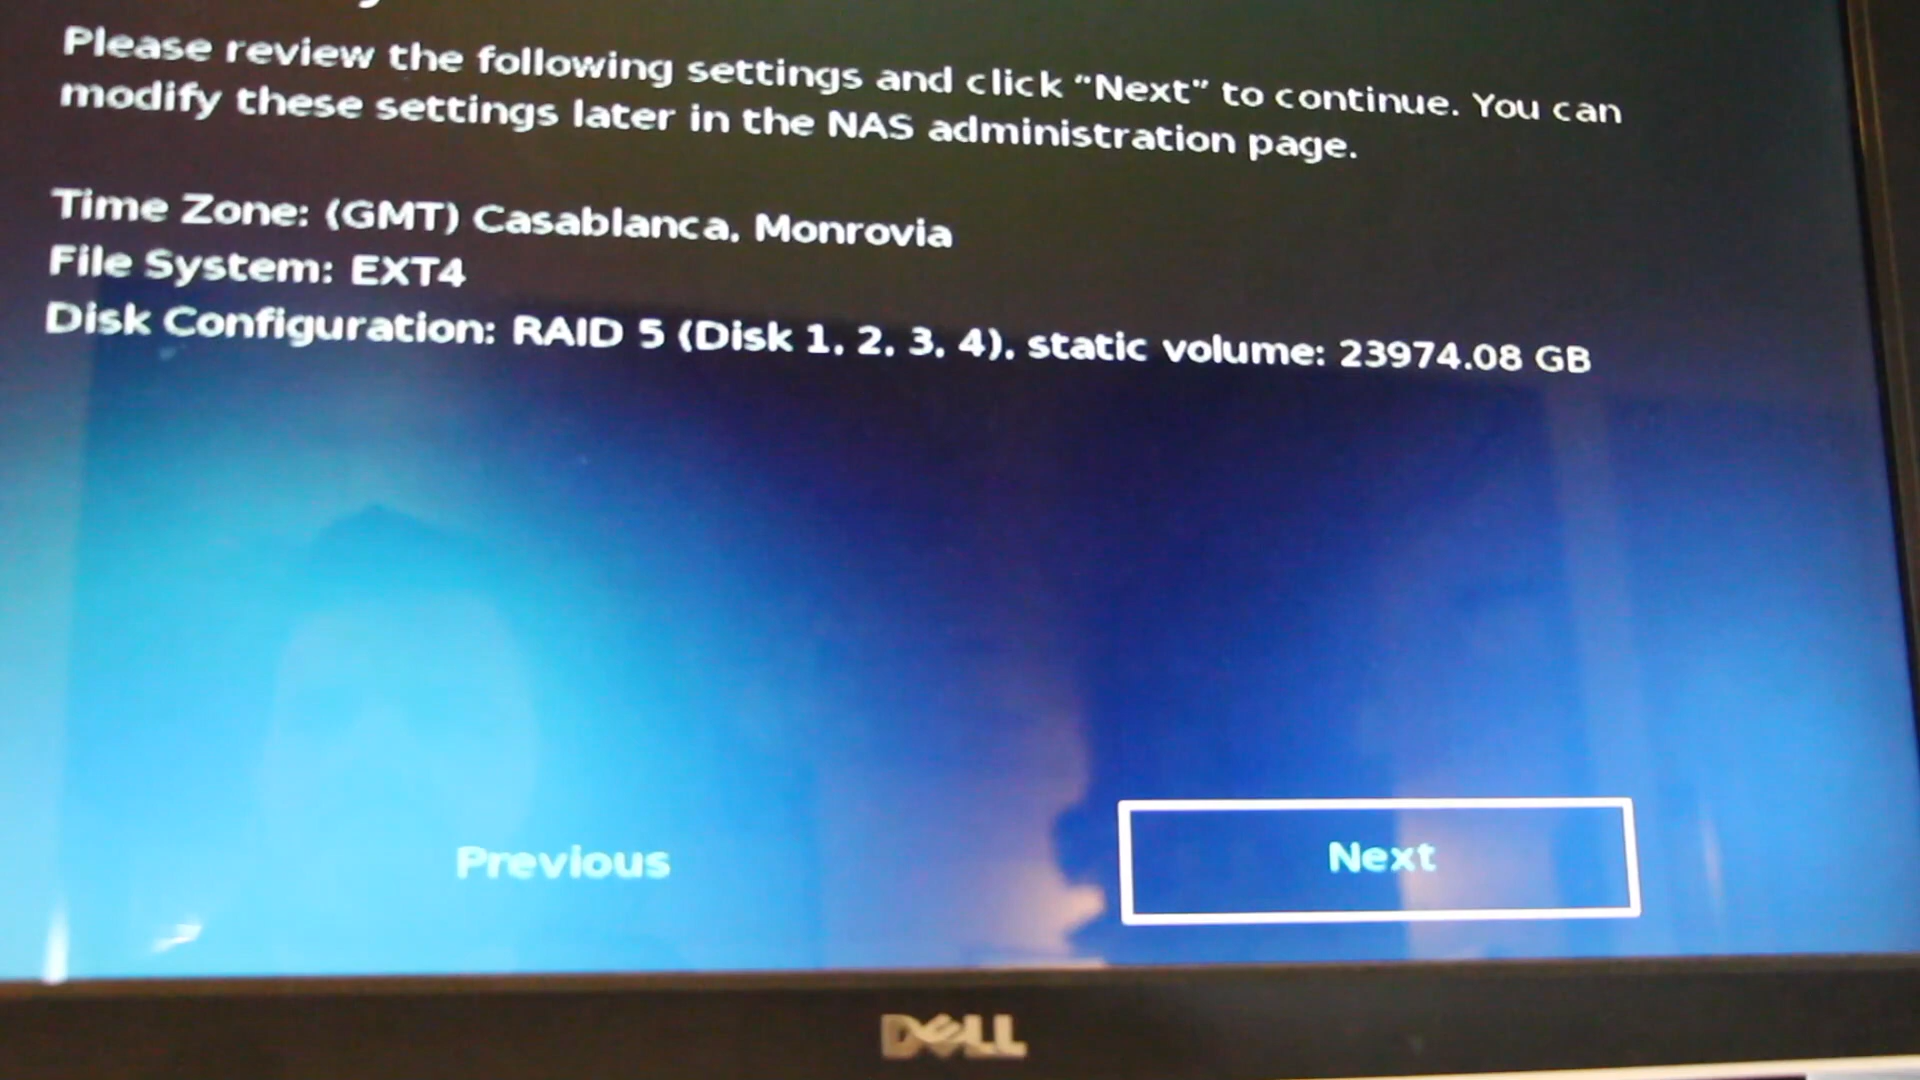 Please review the following settings and click “Next” to continue. You can
modify these settings later in the NAS administration page.
Time Zone: (GMT) Casablanca, Monrovia
File System: EXT4
Disk Configuration: RAID 5 (Disk 1, 2, 3, 4), static volume: 23974.08 GB
Previous
Next
DELL